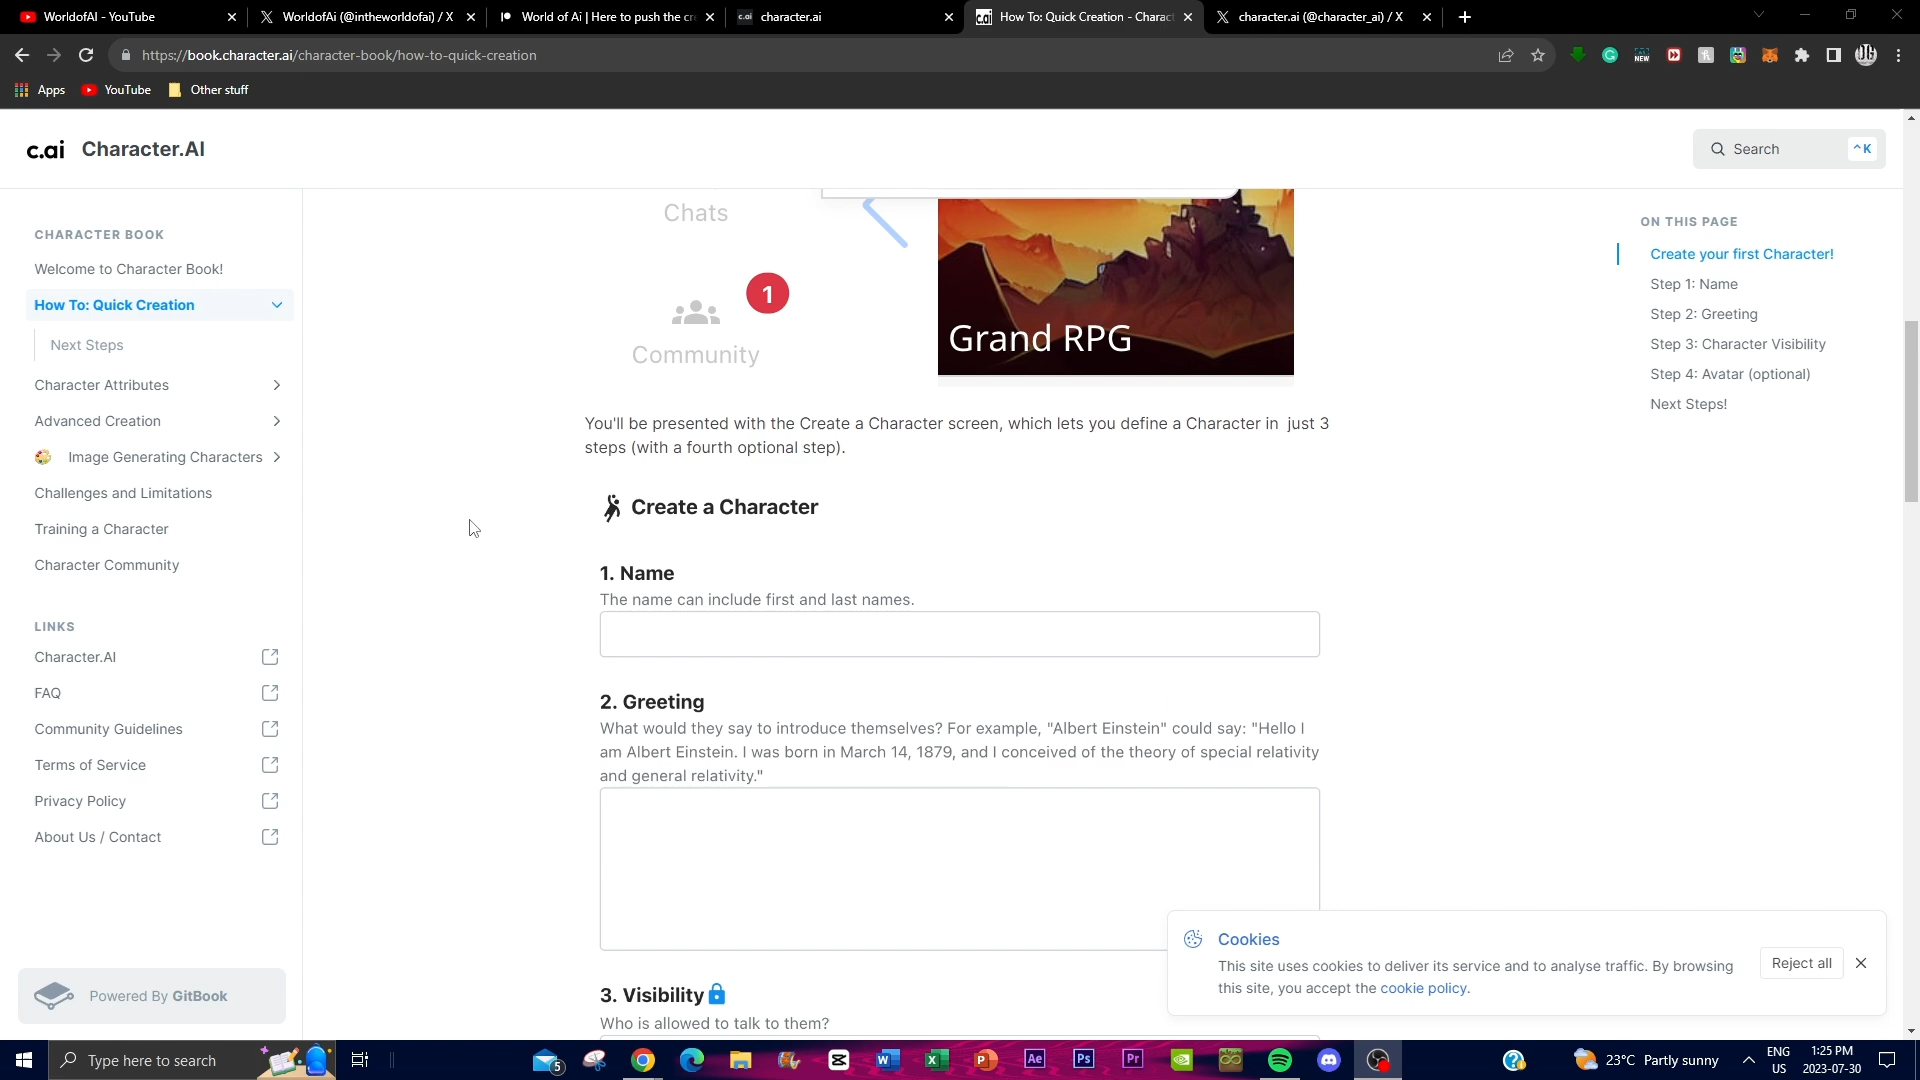 WorldofAI - YouTube
WorldofAi (@intheworldofai) / X
World of Ai | Here to push the cre
character.ai
How To: Quick Creation - Charact
character.ai (@character_ai) / X
https://book.character.ai/character-book/how-to-quick-creation
Apps
YouTube
Other stuff
c.ai Character.AI
Search
^K
CHARACTER BOOK
Welcome to Character Book!
How To: Quick Creation
Next Steps
Character Attributes
Advanced Creation
Image Generating Characters
Challenges and Limitations
Training a Character
Character Community
LINKS
Character.AI
FAQ
Community Guidelines
Terms of Service
Privacy Policy
About Us / Contact
Powered By GitBook
Chats
1
Community
Grand RPG
You'll be presented with the Create a Character screen, which lets you define a Character in just 3
steps (with a fourth optional step).
Create a Character
1. Name
The name can include first and last names.
2. Greeting
What would they say to introduce themselves? For example, "Albert Einstein" could say: "Hello I
am Albert Einstein. I was born in March 14, 1879, and I conceived of the theory of special relativity
and general relativity."
3. Visibility
Who is allowed to talk to them?
ON THIS PAGE
Create your first Character!
Step 1: Name
Step 2: Greeting
Step 3: Character Visibility
Step 4: Avatar (optional)
Next Steps!
Cookies
This site uses cookies to deliver its service and to analyse traffic. By browsing
this site, you accept the cookie policy.
Reject all
Type here to search
5
Ae
Ps
Pr
23°C Partly sunny
ENG
US
1:25 PM
2023-07-30